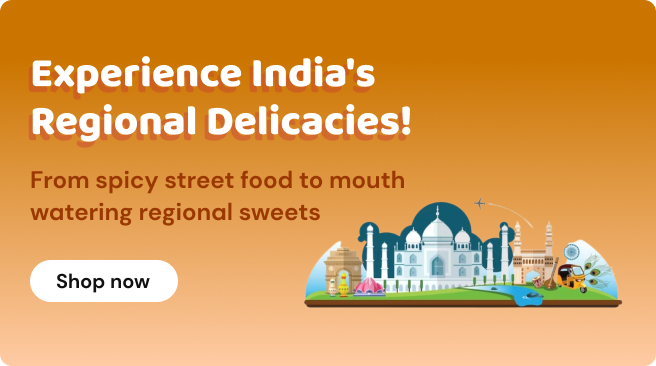 Experience India's
Regional Delicacies!
From spicy street food to mouth
watering regional sweets
Shop now